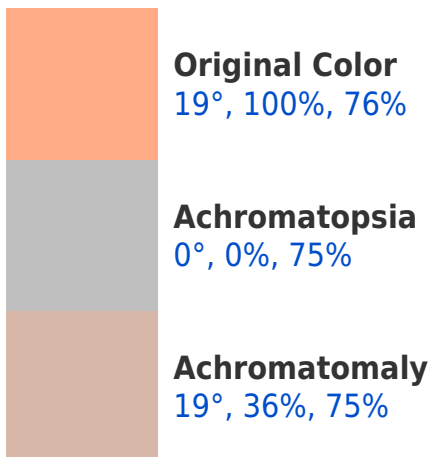 Original Color
19°, 100%, 76%
Achromatopsia
0°, 0%, 75%
Achromatomaly
19°, 36%, 75%